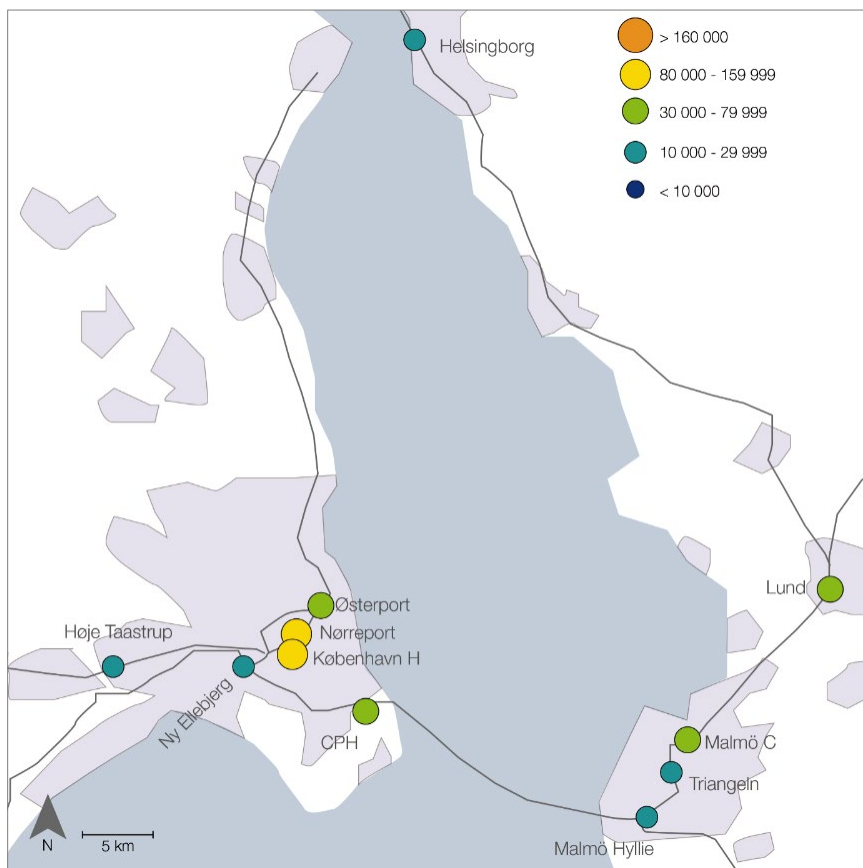 Helsingborg
> 160 000
80 000 - 159 999
30 000 - 79 999
10 000 - 29 999
< 10 000
Lund
Østerport
Nørreport
København H
Høje Taastrup
Ny Ellebjerg
CPH
Malmö C
Triangeln
Malmö Hyllie
N
5 km